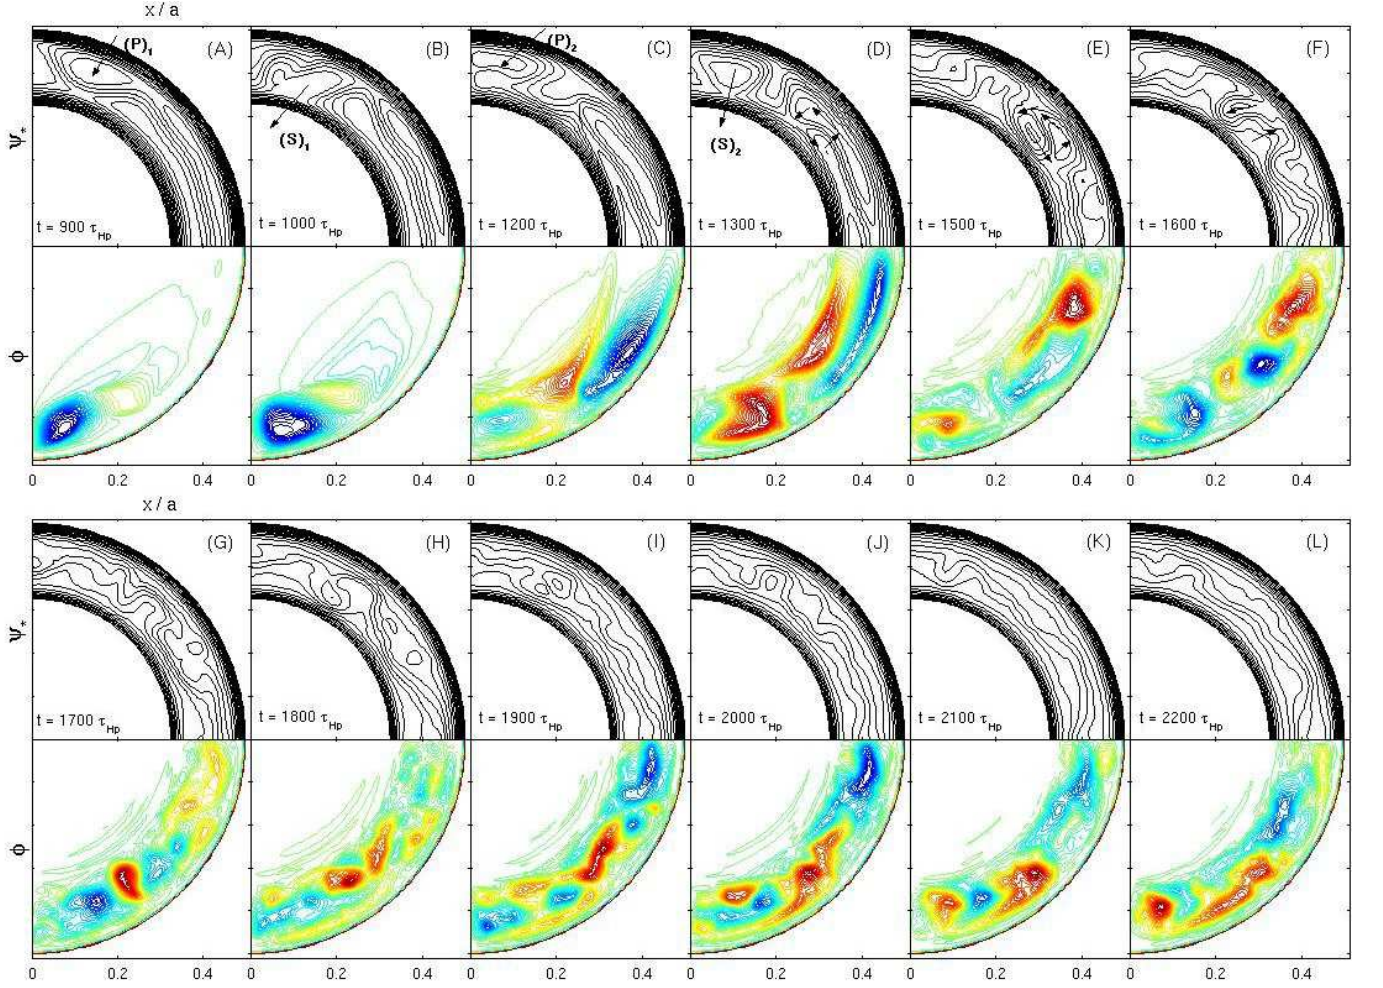 x / a
(P)₁ (A) (B) (P)₂ (C) (D) (E) (F)
ψ* (S)₁ (S)₂
t = 900 τHp t = 1000 τHp t = 1200 τHp t = 1300 τHp t = 1500 τHp t = 1600 τHp
ϕ
0 0.2 0.4 0 0.2 0.4 0 0.2 0.4 0 0.2 0.4 0 0.2 0.4 0 0.2 0.4
x / a
(G) (H) (I) (J) (K) (L)
ψ*
t = 1700 τHp t = 1800 τHp t = 1900 τHp t = 2000 τHp t = 2100 τHp t = 2200 τHp
ϕ
0 0.2 0.4 0 0.2 0.4 0 0.2 0.4 0 0.2 0.4 0 0.2 0.4 0 0.2 0.4